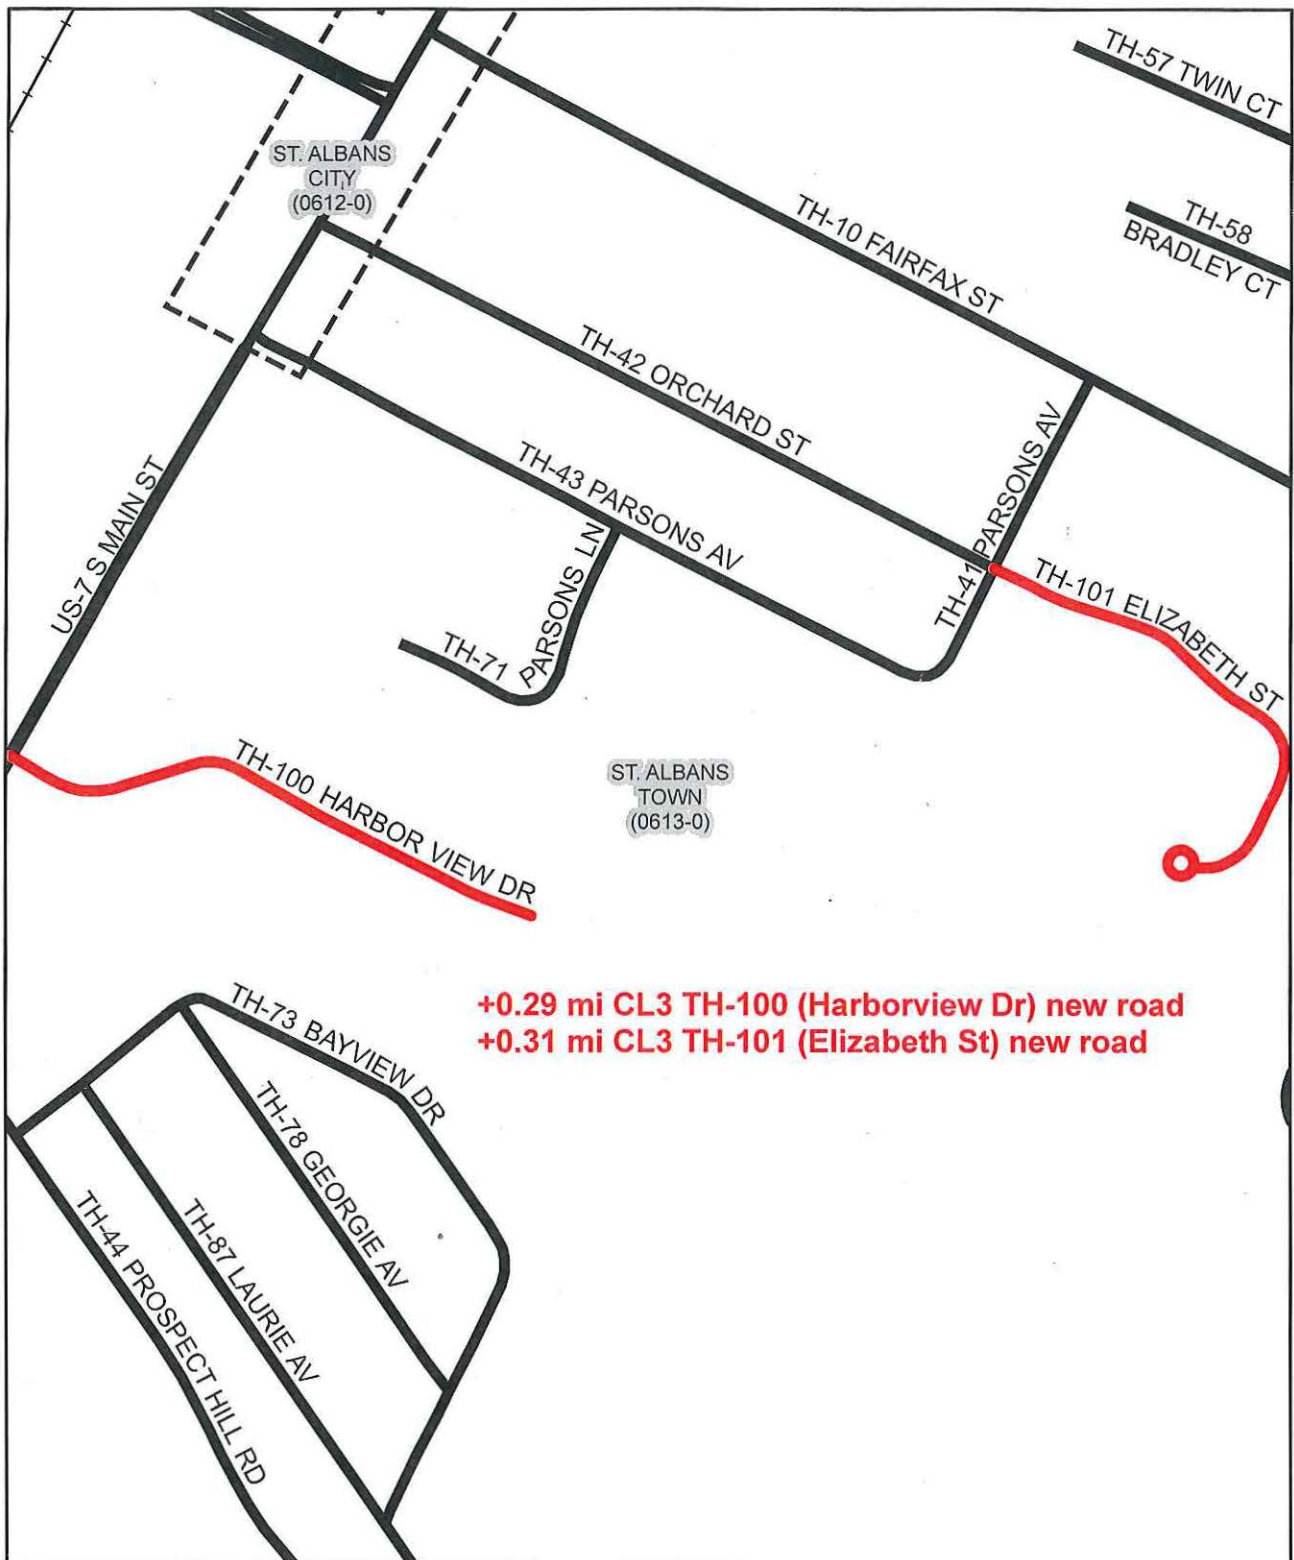 TH-57 TWIN CT
ST. ALBANS
CITY
(0612-0)
TH-10 FAIRFAX ST
TH-58
BRADLEY CT
TH-42 ORCHARD ST
TH-41 PARSONS AV
TH-43 PARSONS AV
US-7 S MAIN ST
TH-71
PARSONS LN
TH-101 ELIZABETH ST
TH-100 HARBOR VIEW DR
ST. ALBANS
TOWN
(0613-0)
+0.29 mi CL3 TH-100 (Harborview Dr) new road
+0.31 mi CL3 TH-101 (Elizabeth St) new road
TH-73 BAYVIEW DR
TH-78 GEORGIE AV
TH-87 LAURIE AV
TH-44 PROSPECT HILL RD